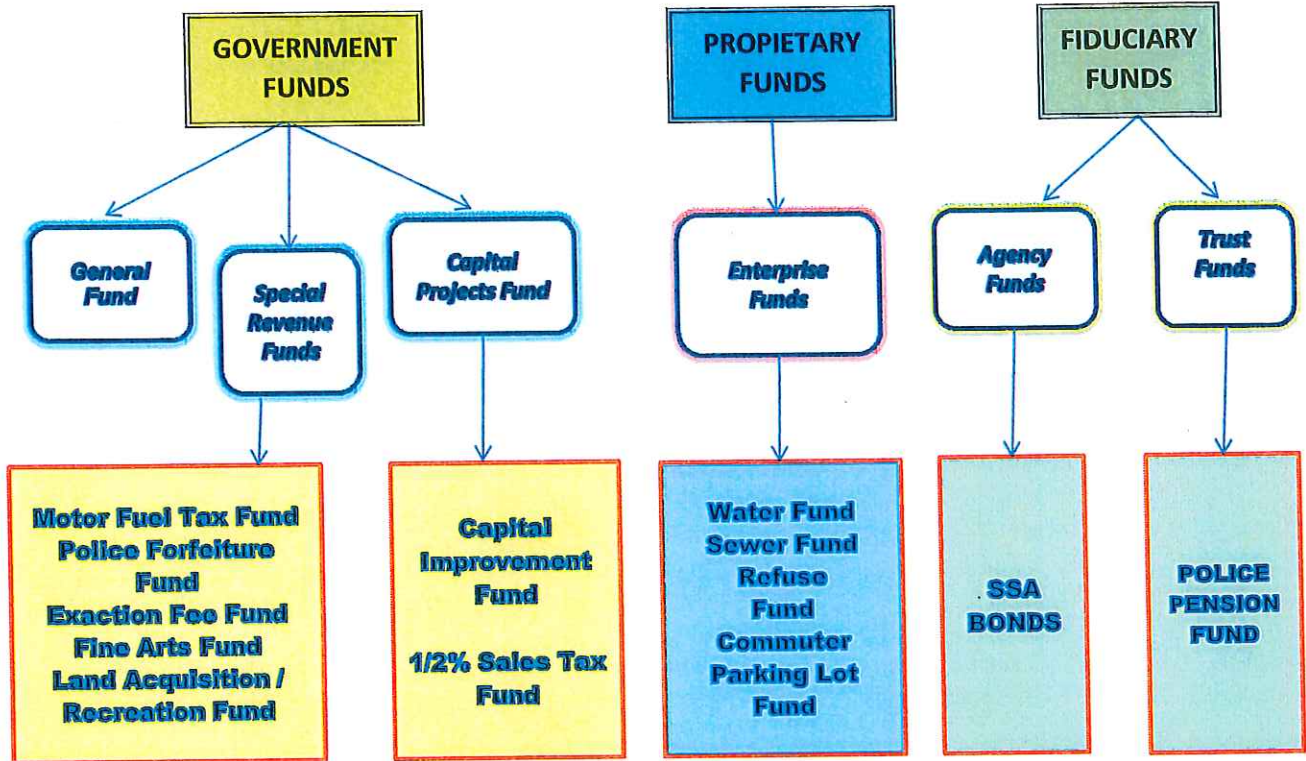 GOVERNMENT
FUNDS
PROPIETARY
FUNDS
FIDUCIARY
FUNDS
General
Fund
Special
Revenue
Funds
Capital
Projects Fund
Enterprise
Funds
Agency
Funds
Trust
Funds
Motor Fuel Tax Fund
Police Forfeiture
Fund
Exaction Fee Fund
Fine Arts Fund
Land Acquisition /
Recreation Fund
Capital
Improvement
Fund
1/2% Sales Tax
Fund
Water Fund
Sewer Fund
Refuse
Fund
Commuter
Parking Lot
Fund
SSA
BONDS
POLICE
PENSION
FUND